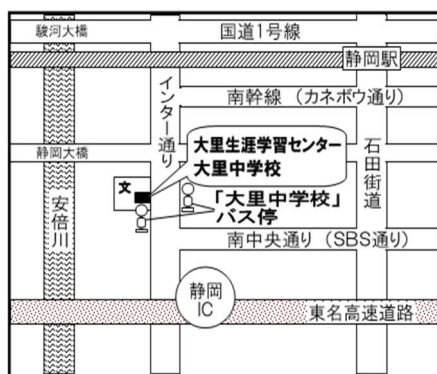 駿河大橋
国道1号線
静岡駅
インター通り
南幹線 (カネボウ通り)
大里生涯学習センター
大里中学校
静岡大橋
石田街道
文
「大里中学校」
バス停
安倍川
南中央通り (SBS通り)
静岡
IC
東名高速道路